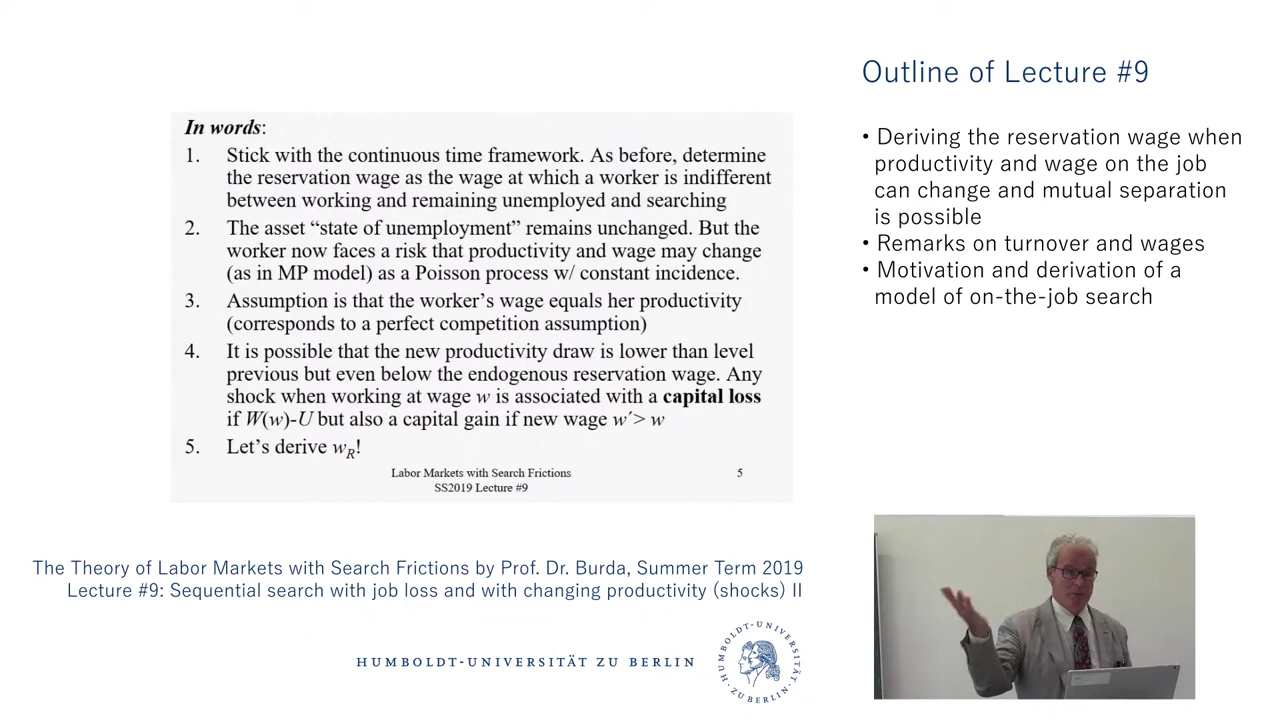 Outline of Lecture #9
In words:
1. Stick with the continuous time framework. As before, determine
the reservation wage as the wage at which a worker is indifferent
between working and remaining unemployed and searching
2. The asset “state of unemployment” remains unchanged. But the
worker now faces a risk that productivity and wage may change
(as in MP model) as a Poisson process w/ constant incidence.
3. Assumption is that the worker’s wage equals her productivity
(corresponds to a perfect competition assumption)
4. It is possible that the new productivity draw is lower than level
previous but even below the endogenous reservation wage. Any
shock when working at wage w is associated with a capital loss
if W(w)-U but also a capital gain if new wage w′> w
5. Let’s derive wR!
Labor Markets with Search Frictions
SS2019 Lecture #9
5
• Deriving the reservation wage when
productivity and wage on the job
can change and mutual separation
is possible
• Remarks on turnover and wages
• Motivation and derivation of a
model of on-the-job search
The Theory of Labor Markets with Search Frictions by Prof. Dr. Burda, Summer Term 2019
Lecture #9: Sequential search with job loss and with changing productivity (shocks) II
HUMBOLDT-UNIVERSITÄT ZU BERLIN
HUMBOLDT-UNIVERSITÄT
ZU BERLIN